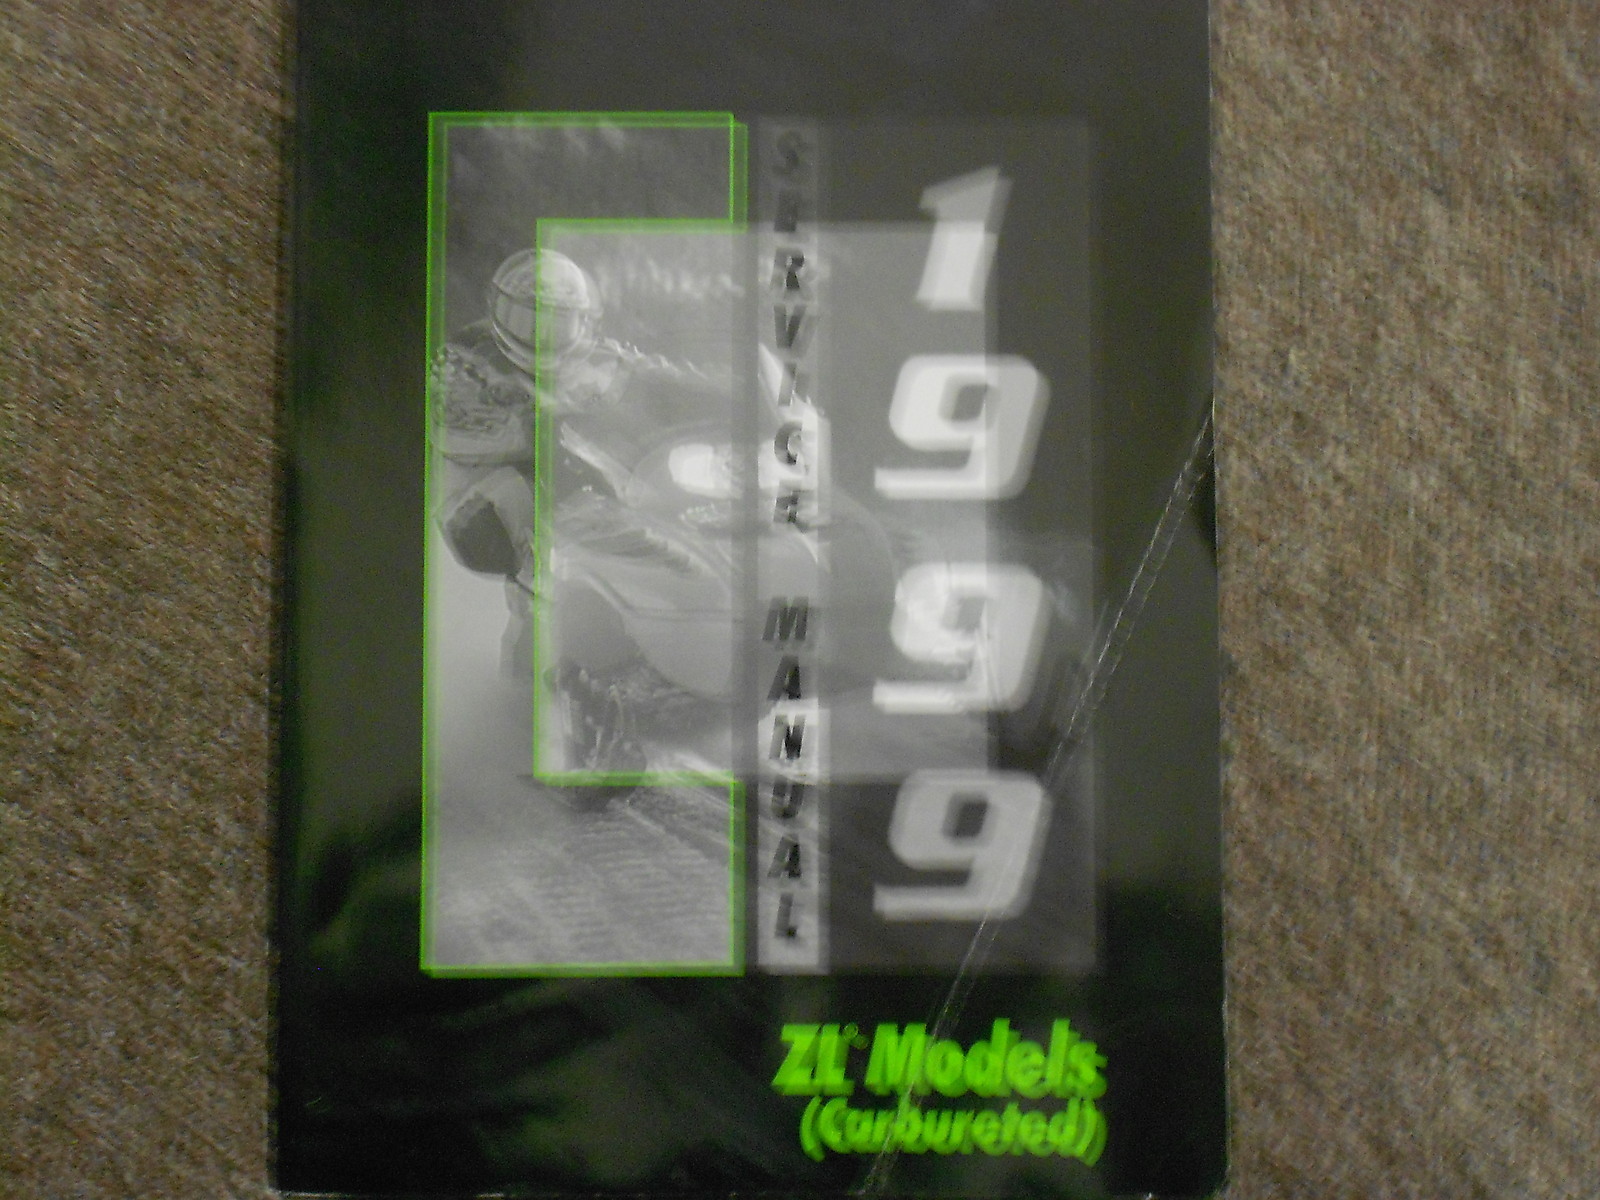 SERVICE MANUAL
1999
ZL® Models
(Carbureted)